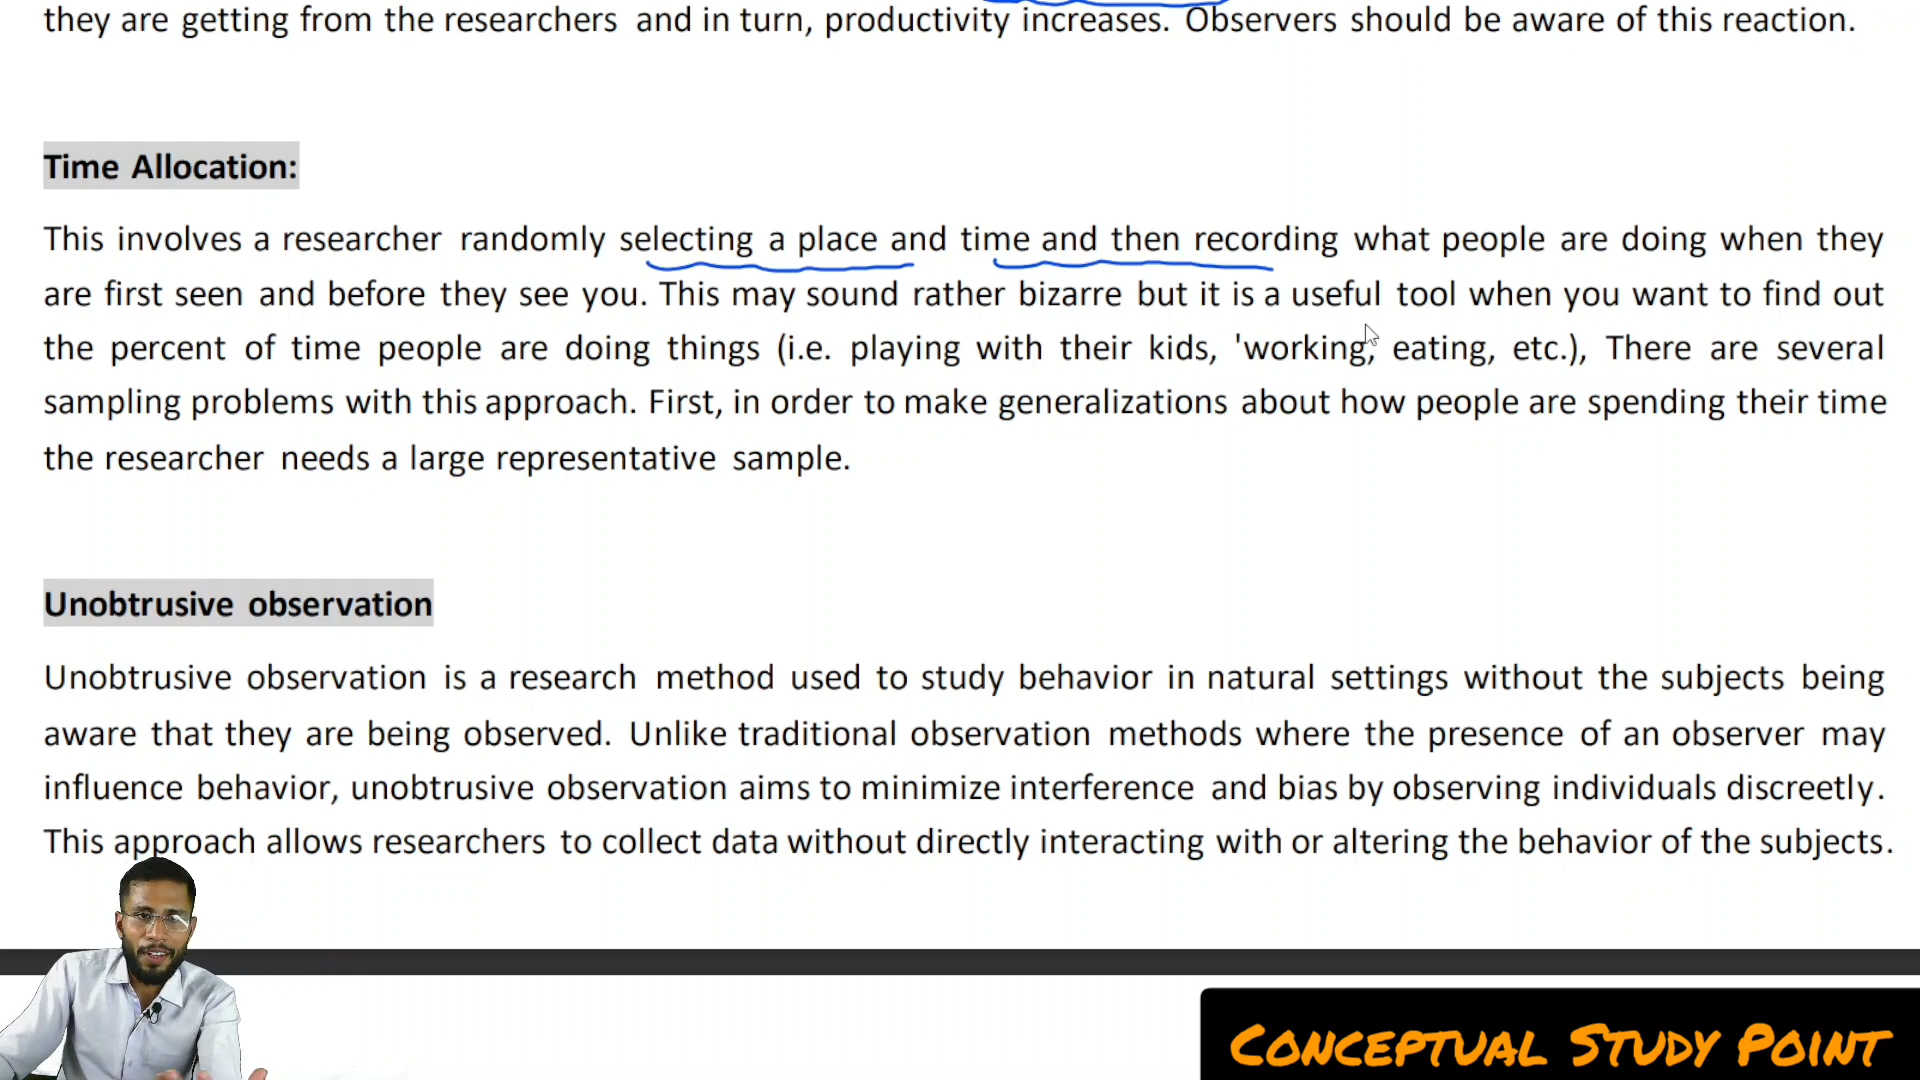 they are getting from the researchers and in turn, productivity increases. Observers should be aware of this reaction.
Time Allocation:
This involves a researcher randomly selecting a place and time and then recording what people are doing when they
are first seen and before they see you. This may sound rather bizarre but it is a useful tool when you want to find out
the percent of time people are doing things (i.e. playing with their kids, 'working, eating, etc.), There are several
sampling problems with this approach. First, in order to make generalizations about how people are spending their time
the researcher needs a large representative sample.
Unobtrusive observation
Unobtrusive observation is a research method used to study behavior in natural settings without the subjects being
aware that they are being observed. Unlike traditional observation methods where the presence of an observer may
influence behavior, unobtrusive observation aims to minimize interference and bias by observing individuals discreetly.
This approach allows researchers to collect data without directly interacting with or altering the behavior of the subjects.
CONCEPTUAL STUDY POINT